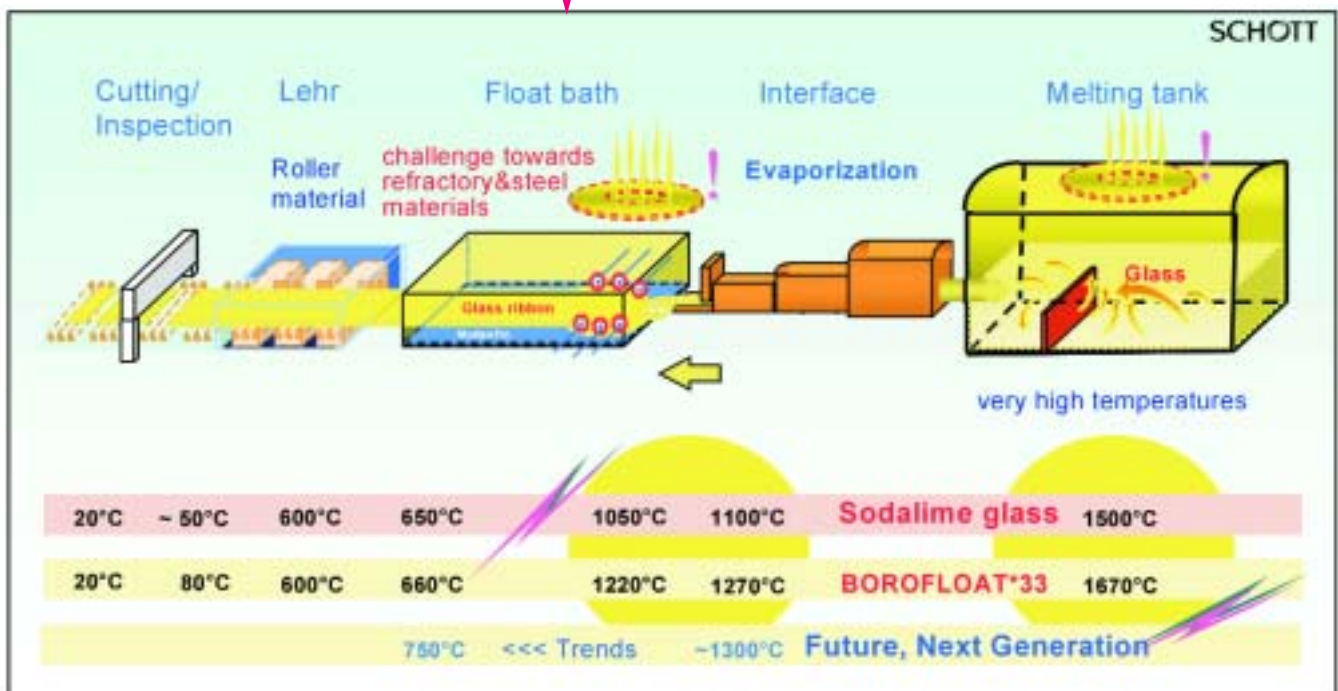 SCHOTT
Cutting/
Inspection
Lehr
Float bath
Interface
Melting tank
Roller
material
challenge towards
refractory&steel
materials
!
Evaporization
!
Glass ribbon
Glass
very high temperatures
20°C ~ 50°C 600°C 650°C 1050°C 1100°C Sodalime glass 1500°C
20°C 80°C 600°C 660°C 1220°C 1270°C BOROFLOAT*33 1670°C
750°C <<< Trends ~1300°C Future, Next Generation